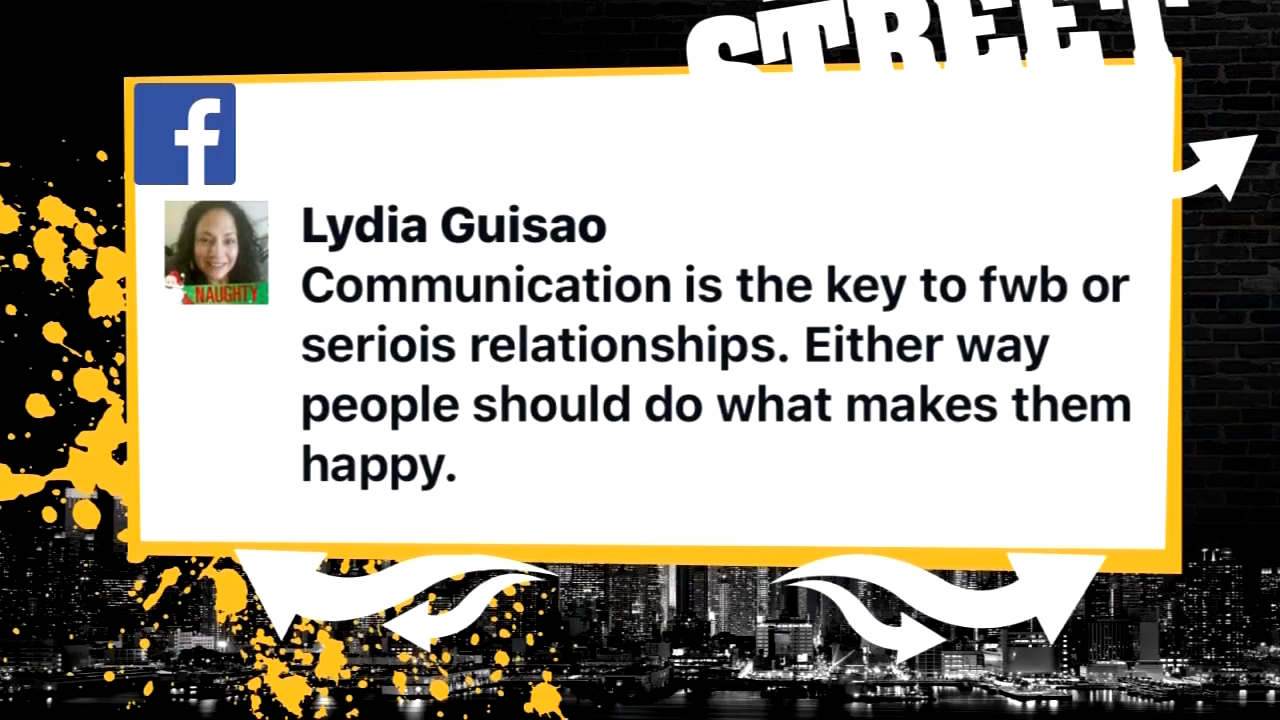 STREET
f
NAUGHTY
Lydia Guisao
Communication is the key to fwb or
seriois relationships. Either way
people should do what makes them
happy.